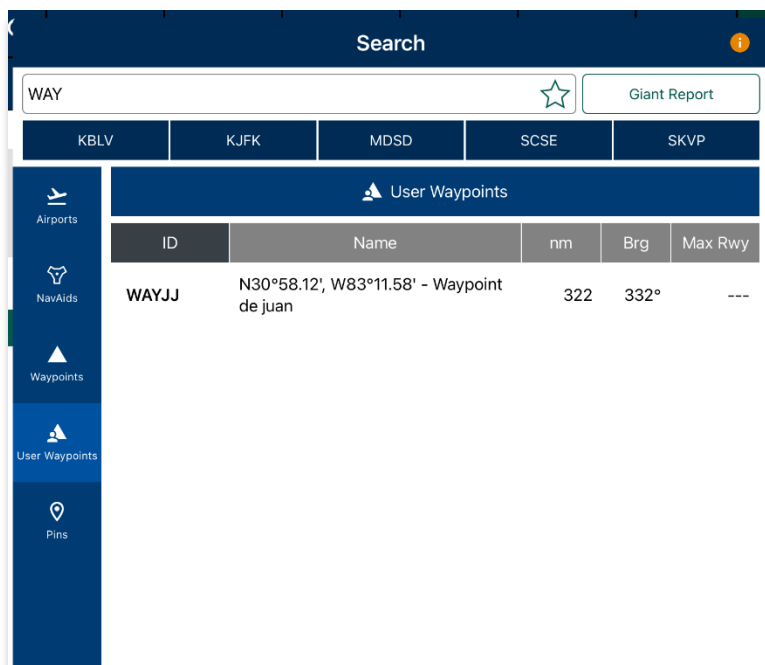 Search
WAY
Giant Report
KBLV KJFK MDSD SCSE SKVP
Airports
NavAids
Waypoints
User Waypoints
Pins
User Waypoints
ID Name nm Brg Max Rwy
WAYJJ N30°58.12', W83°11.58' - Waypoint 322 332° ---
de juan